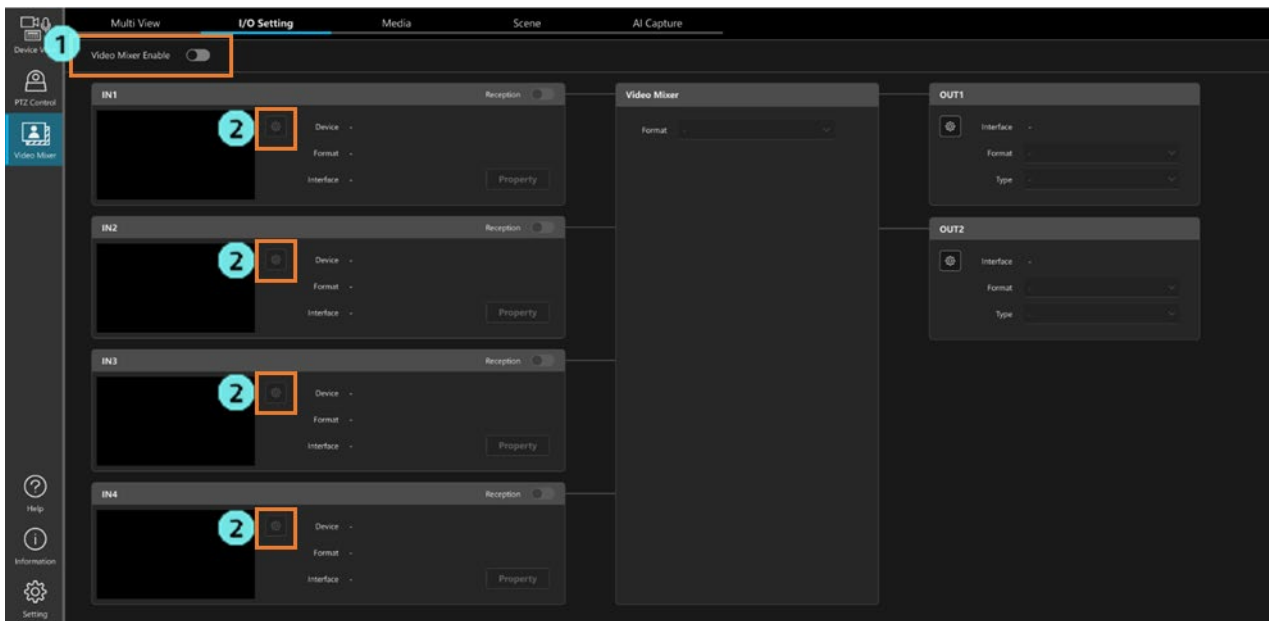 Multi View I/O Setting Media Scene AI Capture
Device V
1
Video Mixer Enable
PTZ Control
Video Mixer
Help
Information
Setting
IN1 Reception
2
Device -
Format -
Interface - Property
IN2 Reception
2
Device -
Format -
Interface - Property
IN3 Reception
2
Device -
Format -
Interface - Property
IN4 Reception
2
Device -
Format -
Interface - Property
Video Mixer
Format -
OUT1
Interface -
Format -
Type -
OUT2
Interface -
Format -
Type -